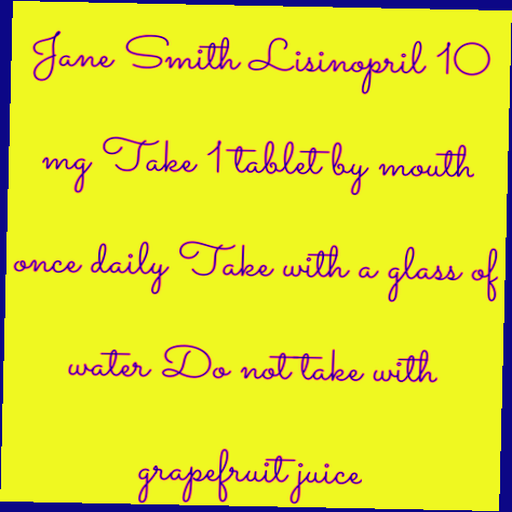 Jane Smith Lisinopril 10
mg Take 1 tablet by mouth
once daily Take with a glass of
water Do not take with
grapefruit juice